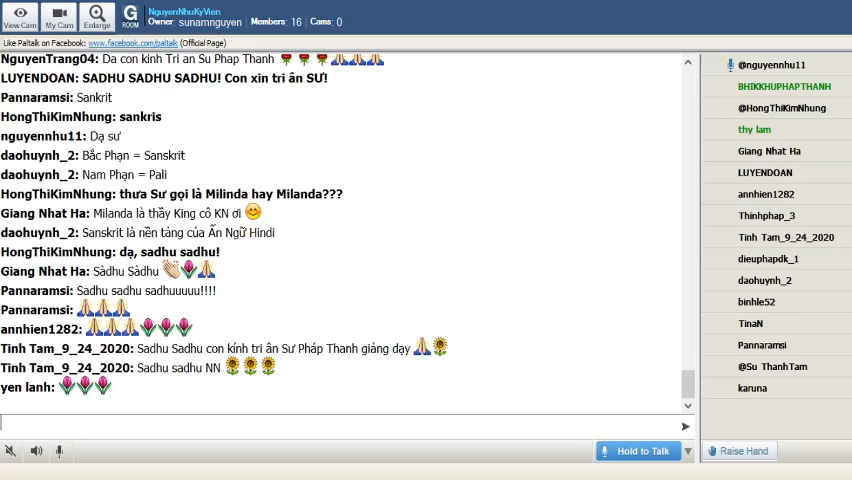 View Cam
My Cam
Enlarge
G
ROOM
NguyenNhuKyVien
Owner: sunamnguyen Members: 16 Cams: 0
Like Paltalk on Facebook: www.facebook.com/paltalk (Official Page)
NguyenTrang04: Da con kinh Tri an Su Phap Thanh
LUYENDOAN: SADHU SADHU SADHU! Con xin tri ân SƯ!
Pannaramsi: Sankrit
HongThiKimNhung: sankris
nguyennhu11: Dạ sư
daohuynh_2: Bắc Phạn = Sanskrit
daohuynh_2: Nam Phạn = Pali
HongThiKimNhung: thưa Sư gọi là Milinda hay Milanda???
Giang Nhat Ha: Milanda là thầy King cô KN ơi
daohuynh_2: Sanskrit là nền tảng của Ấn Ngữ Hindi
HongThiKimNhung: dạ, sadhu sadhu!
Giang Nhat Ha: Sàdhu Sàdhu
Pannaramsi: Sadhu sadhu sadhuuuuu!!!!
Pannaramsi:
annhien1282:
Tinh Tam_9_24_2020: Sadhu Sadhu con kính tri ân Sư Pháp Thanh giảng dạy
Tinh Tam_9_24_2020: Sadhu sadhu NN
yen lanh:
Hold to Talk
@nguyennhu11
BHIKKHUPHAPTHANH
@HongThiKimNhung
thy lam
Giang Nhat Ha
LUYENDOAN
annhien1282
Thinhphap_3
Tinh Tam_9_24_2020
dieuphapdk_1
daohuynh_2
binhle52
TinaN
Pannaramsi
@Su ThanhTam
karuna
Raise Hand